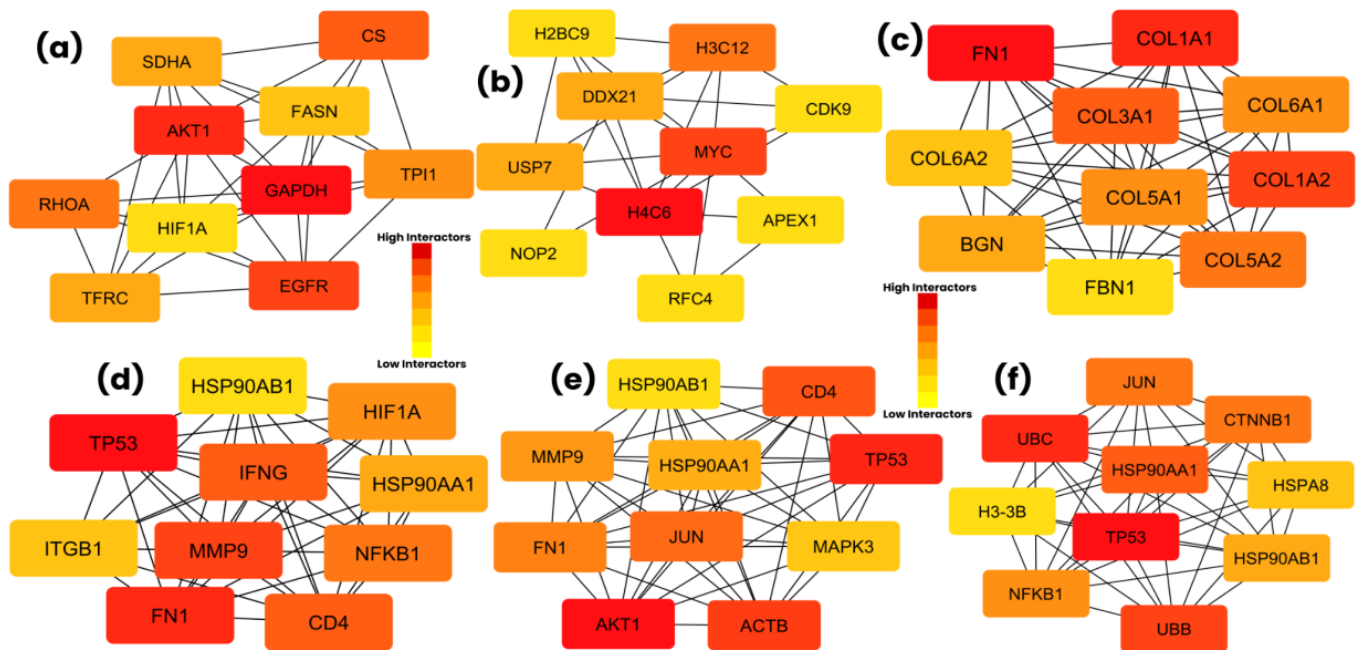 (a)
CS
SDHA
FASN
AKT1
TPI1
GAPDH
RHOA
HIF1A
TFRC
EGFR
High Interactors
Low Interactors
(b)
H2BC9
H3C12
DDX21
CDK9
MYC
USP7
H4C6
APEX1
NOP2
RFC4
(c)
FN1
COL1A1
COL6A1
COL3A1
COL6A2
COL1A2
COL5A1
BGN
COL5A2
FBN1
High Interactors
Low Interactors
(d)
HSP90AB1
HIF1A
TP53
IFNG
HSP90AA1
ITGB1
MMP9
NFKB1
FN1
CD4
(e)
HSP90AB1
CD4
MMP9
HSP90AA1
TP53
FN1
JUN
MAPK3
AKT1
ACTB
(f)
JUN
UBC
CTNNB1
HSP90AA1
HSPA8
H3-3B
TP53
HSP90AB1
NFKB1
UBB